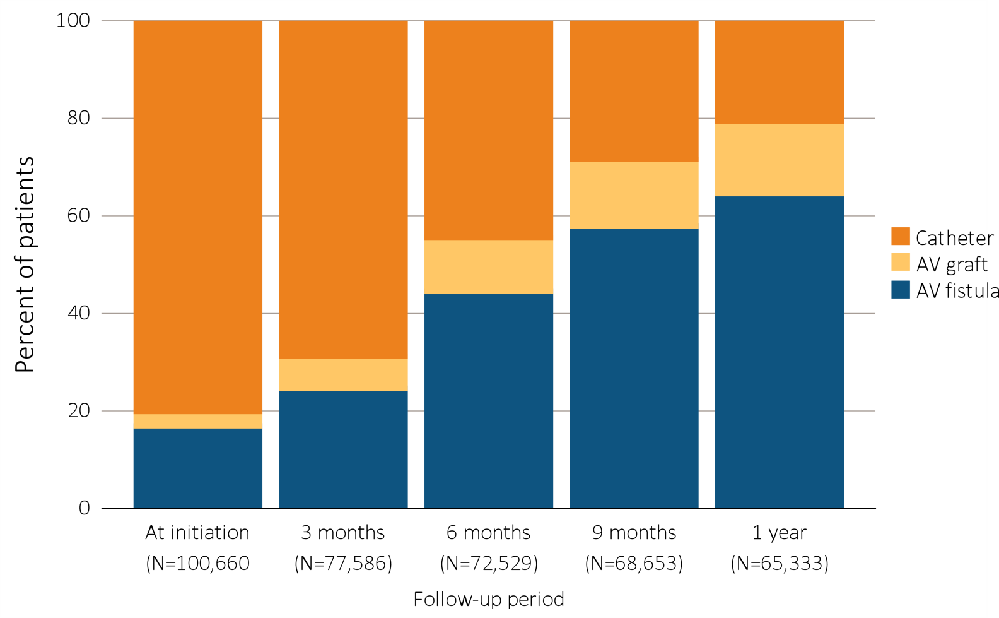 Percent of patients
100
80
60
40
20
0
At initiation
(N=100,660
3 months
(N=77,586)
6 months
(N=72,529)
9 months
(N=68,653)
1 year
(N=65,333)
Follow-up period
Catheter
AV graft
AV fistula